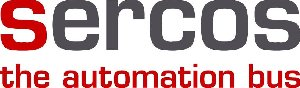 sercos
the automation bus